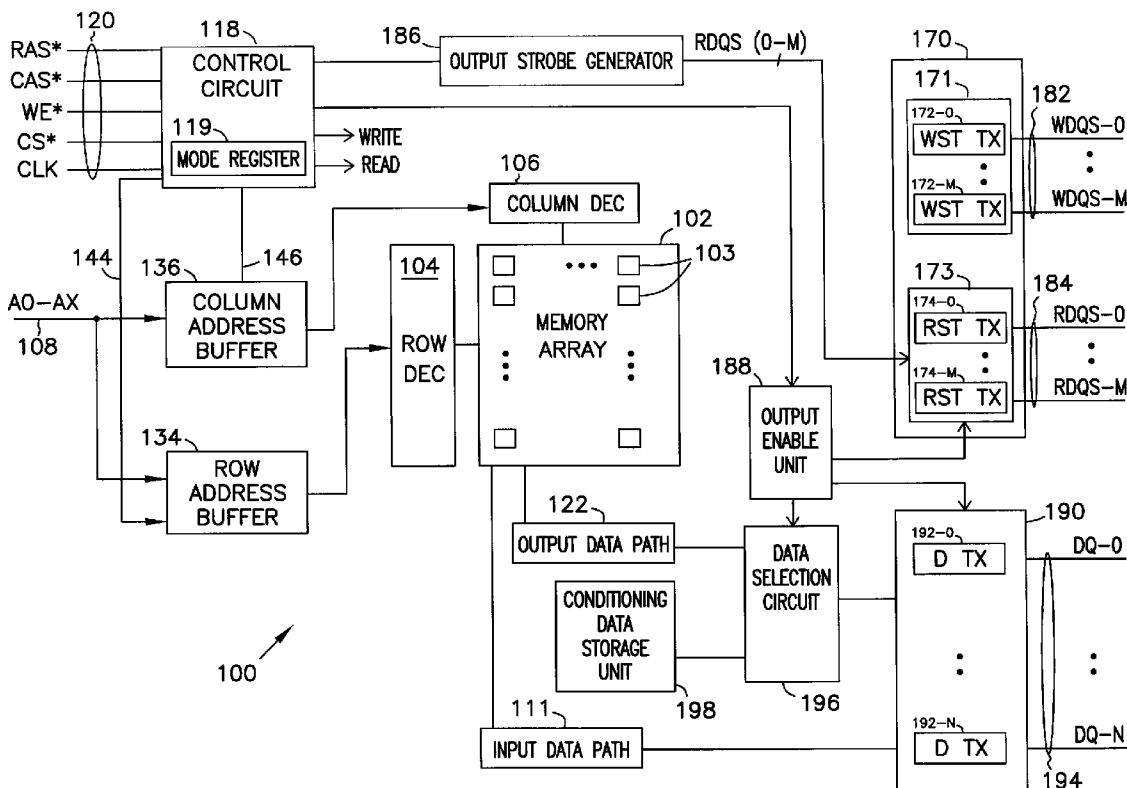 120
RAS*
CAS*
WE*
CS*
CLK
118
CONTROL
CIRCUIT
119
MODE REGISTER
WRITE
READ
186
OUTPUT STROBE GENERATOR
RDQS (0-M)
170
171
172-0
WST TX
172-M
WST TX
182
WDQS-0
WDQS-M
173
174-0
RST TX
174-M
RST TX
184
RDQS-0
RDQS-M
106
COLUMN DEC
102
103
MEMORY
ARRAY
104
ROW
DEC
144
146
136
COLUMN
ADDRESS
BUFFER
A0-AX
108
134
ROW
ADDRESS
BUFFER
188
OUTPUT
ENABLE
UNIT
122
OUTPUT DATA PATH
DATA
SELECTION
CIRCUIT
196
CONDITIONING
DATA
STORAGE
UNIT
198
111
INPUT DATA PATH
190
192-0
D TX
192-N
D TX
DQ-0
DQ-N
194
100